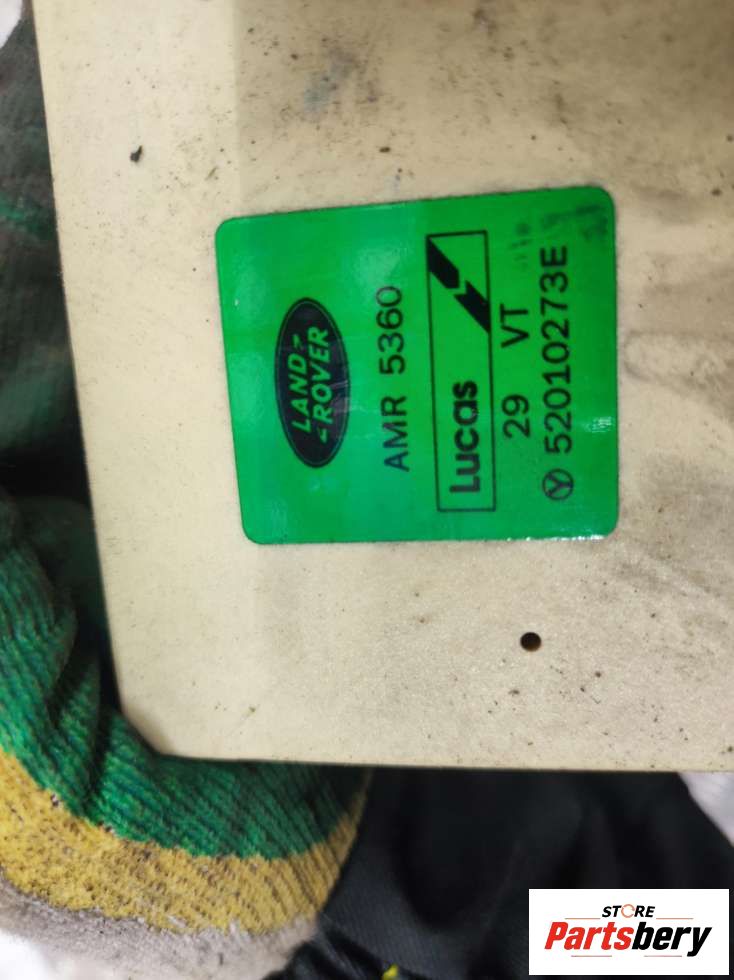 LAND-
-ROVER
AMR 5360
Lucas
29 VT
52010273E
STORE
Partsbery